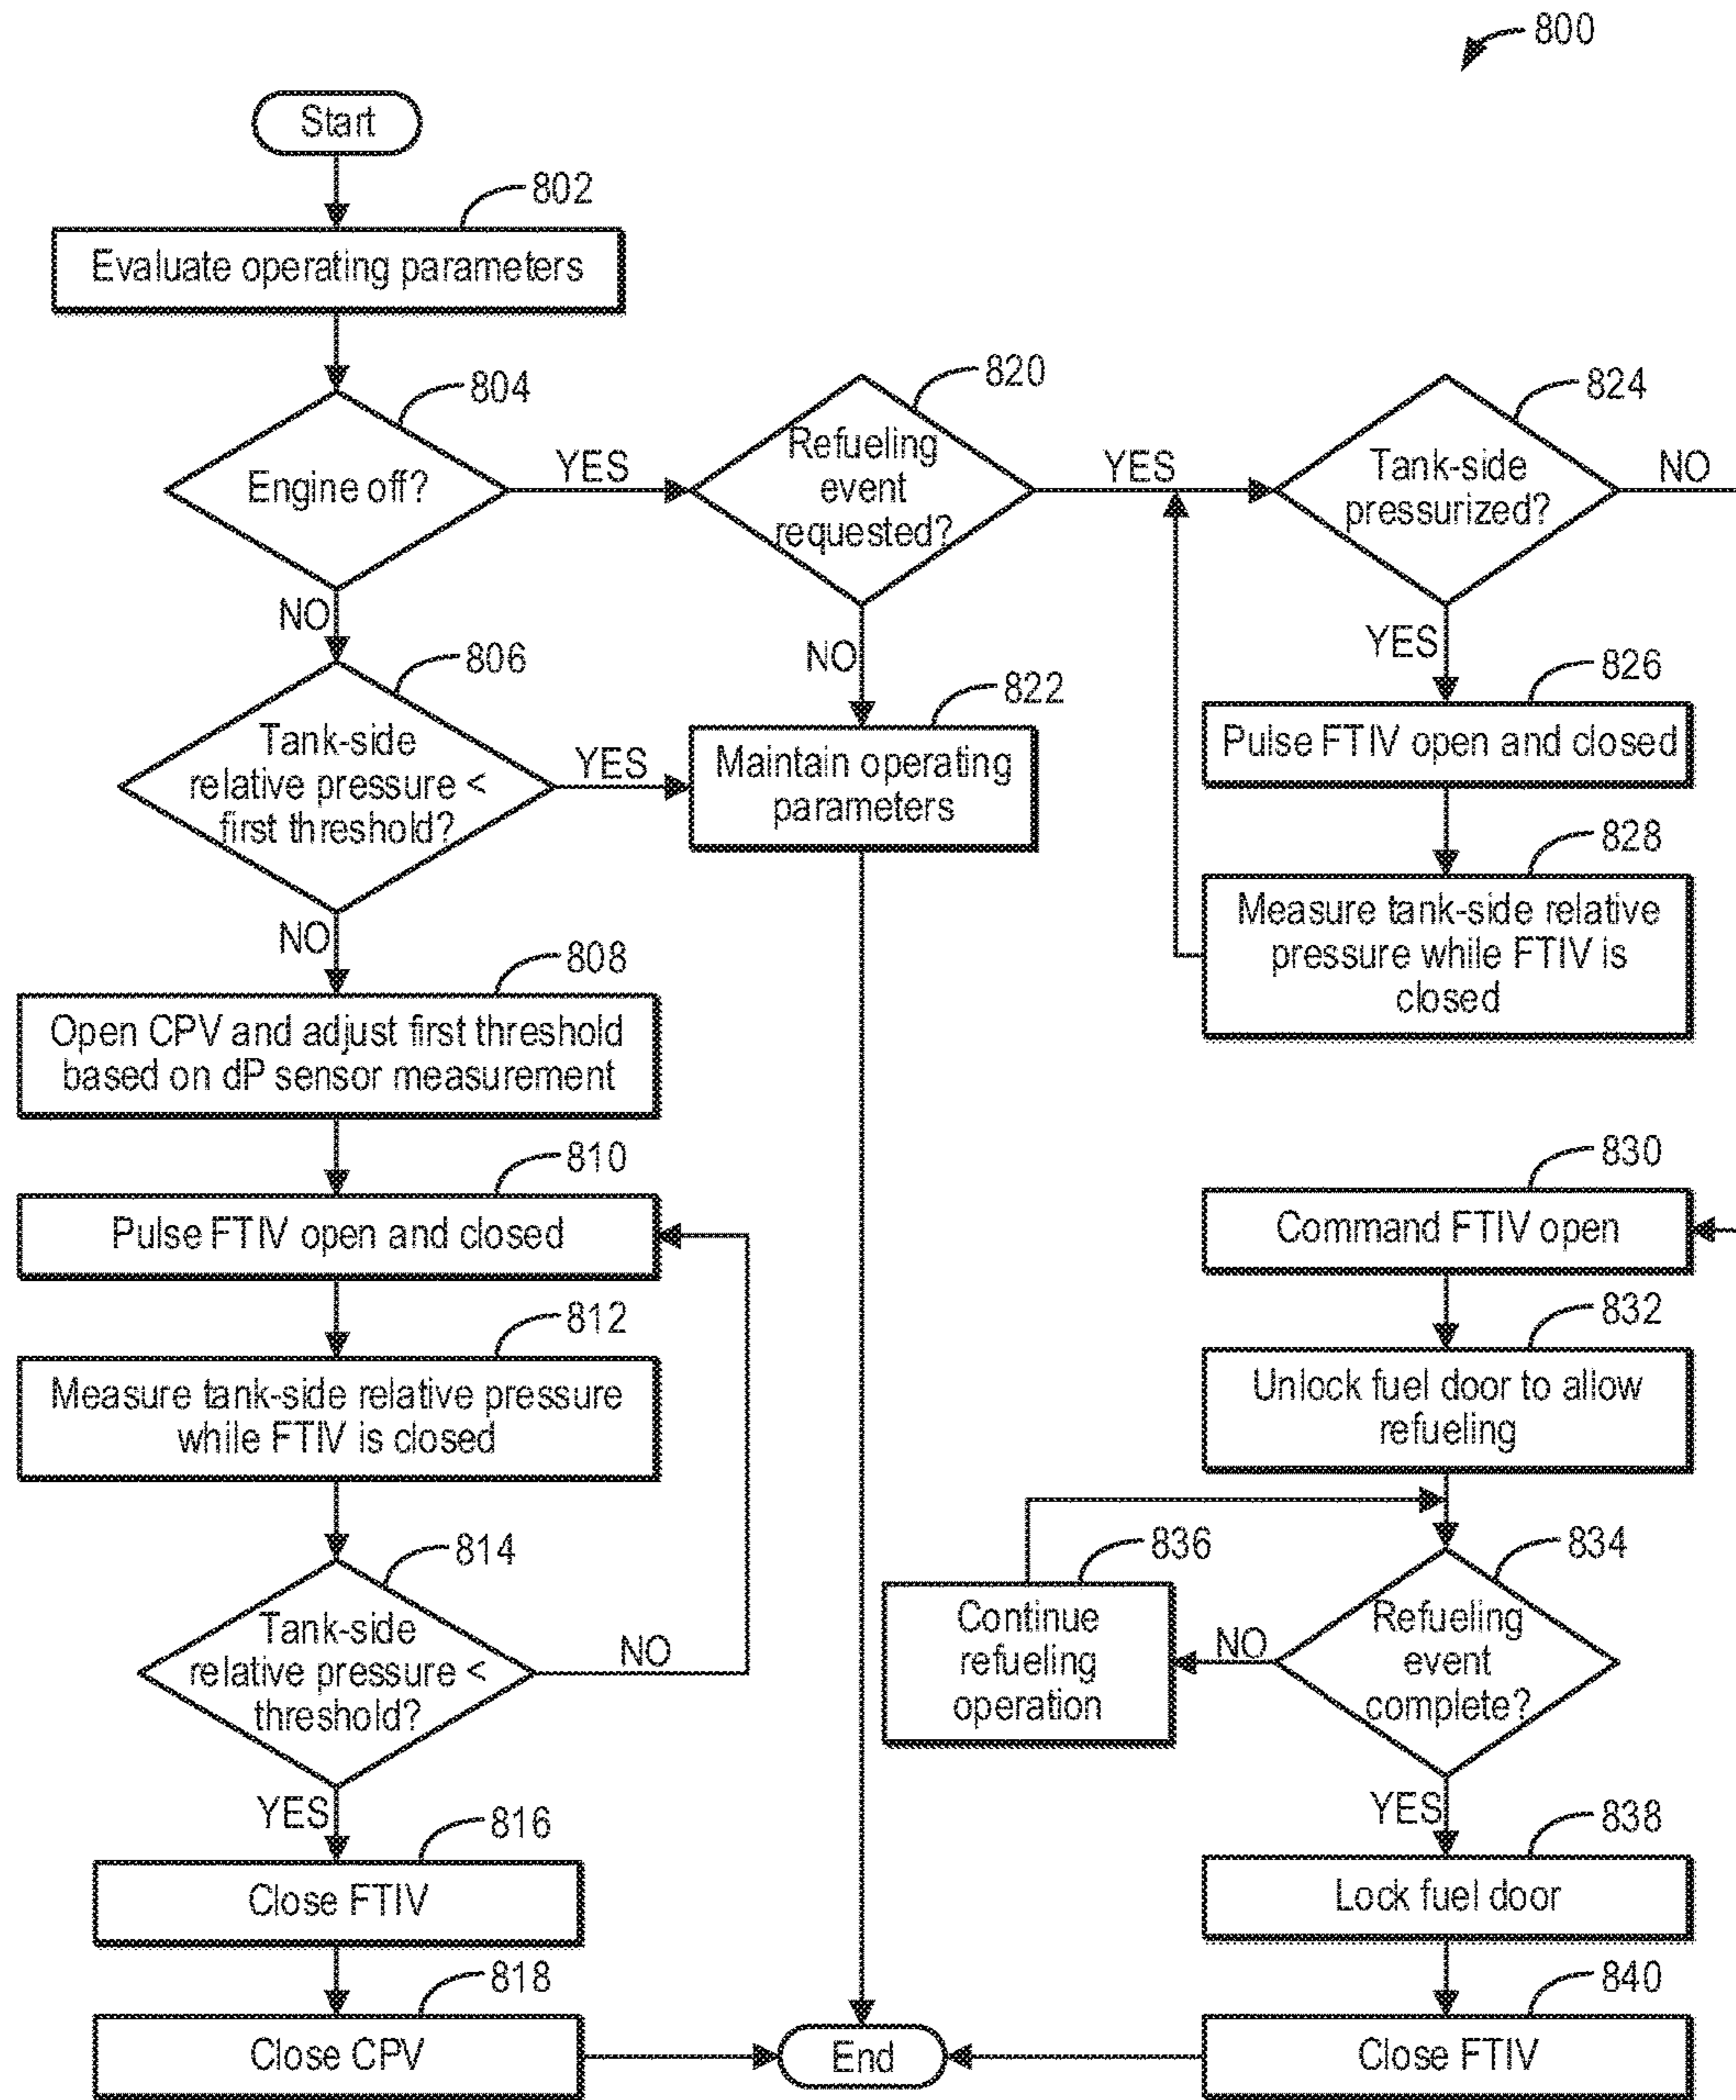 800
Start
802
Evaluate operating parameters
804
Engine off?
YES
NO
820
Refueling
event
requested?
YES
NO
824
Tank-side
pressurized?
NO
YES
806
Tank-side
relative pressure <
first threshold?
YES
NO
822
Maintain operating
parameters
826
Pulse FTIV open and closed
828
Measure tank-side relative
pressure while FTIV is
closed
808
Open CPV and adjust first threshold
based on dP sensor measurement
810
Pulse FTIV open and closed
812
Measure tank-side relative pressure
while FTIV is closed
814
Tank-side
relative pressure <
threshold?
NO
YES
816
Close FTIV
818
Close CPV
830
Command FTIV open
832
Unlock fuel door to allow
refueling
834
Refueling
event
complete?
NO
836
Continue
refueling
operation
YES
838
Lock fuel door
840
Close FTIV
End